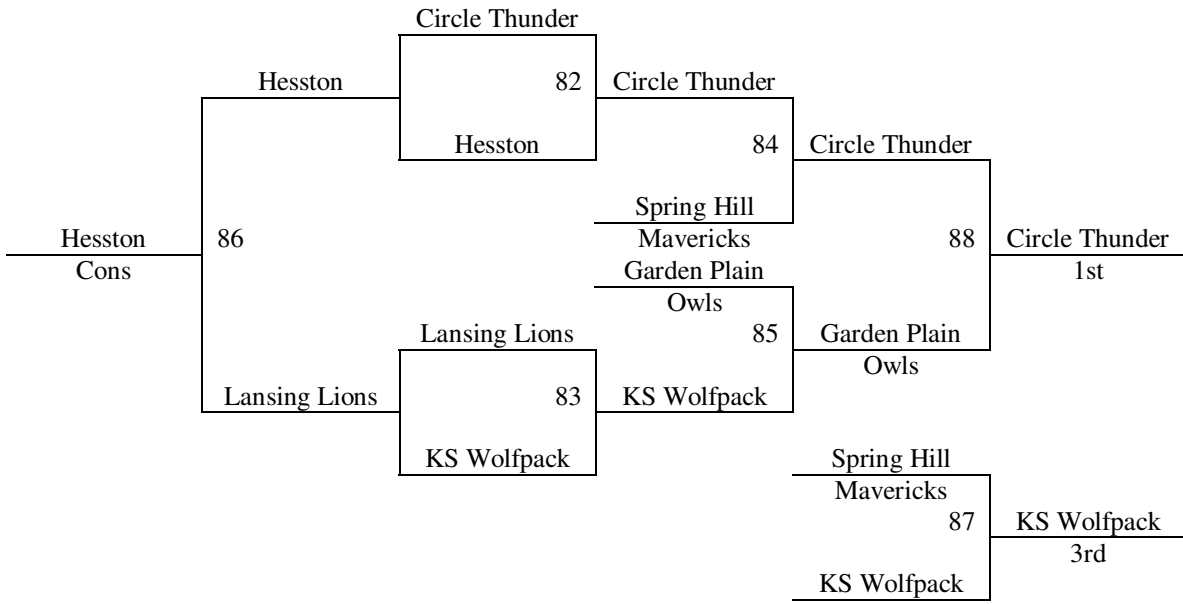 Circle Thunder
Hesston 82 Circle Thunder
Hesston 84 Circle Thunder
Spring Hill
Hesston 86 Mavericks 88 Circle Thunder
Cons Garden Plain 1st
Owls
Lansing Lions 85 Garden Plain
Owls
Lansing Lions 83 KS Wolfpack
KS Wolfpack Spring Hill
Mavericks
87 KS Wolfpack
3rd
KS Wolfpack